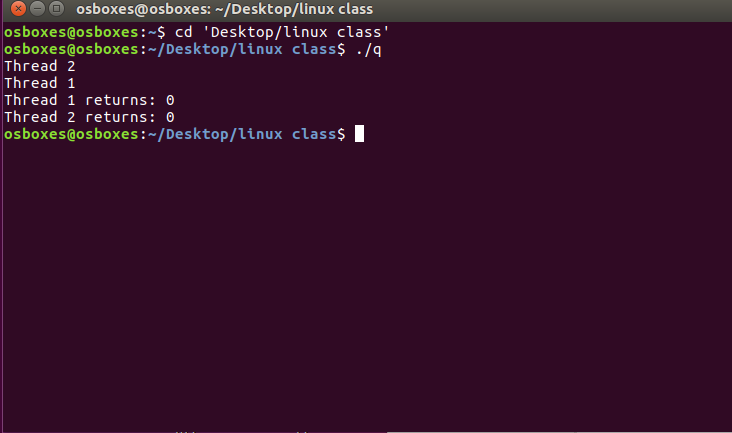 osboxes@osboxes: ~/Desktop/linux class
osboxes@osboxes:~$ cd 'Desktop/linux class'
osboxes@osboxes:~/Desktop/linux class$ ./q
Thread 2
Thread 1
Thread 1 returns: 0
Thread 2 returns: 0
osboxes@osboxes:~/Desktop/linux class$